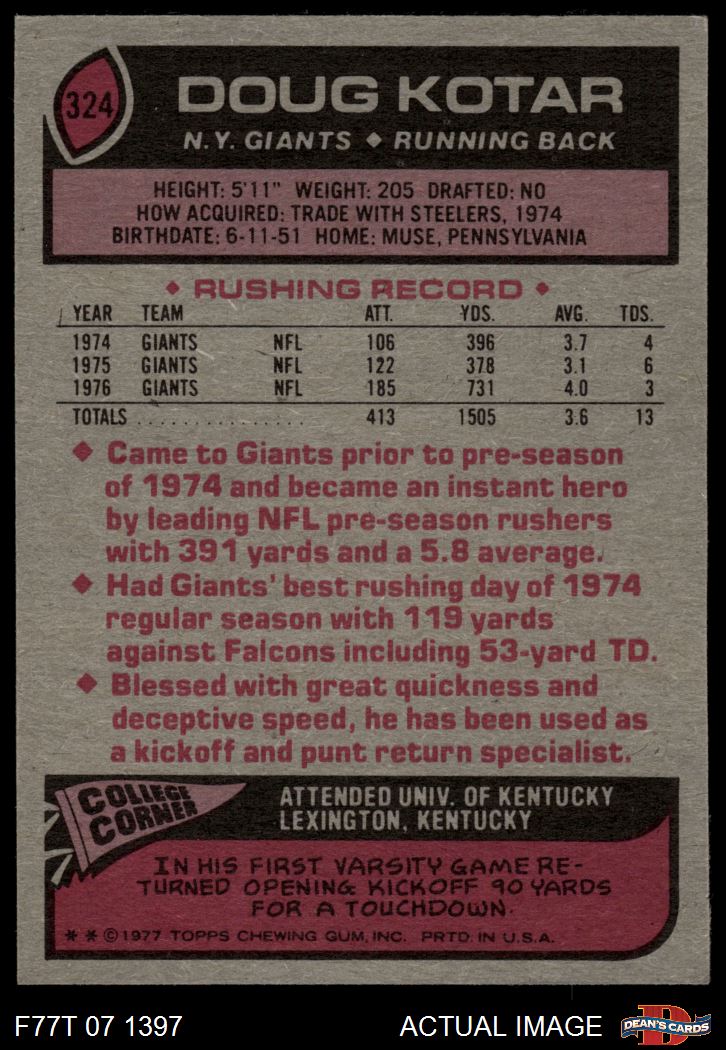 324
DOUG KOTAR
N.Y. GIANTS ◆ RUNNING BACK
HEIGHT: 5'11" WEIGHT: 205 DRAFTED: NO
HOW ACQUIRED: TRADE WITH STEELERS, 1974
BIRTHDATE: 6-11-51 HOME: MUSE, PENNSYLVANIA
◆ RUSHING RECORD ◆
YEAR TEAM ATT. YDS. AVG. TDS.
1974 GIANTS NFL 106 396 3.7 4
1975 GIANTS NFL 122 378 3.1 6
1976 GIANTS NFL 185 731 4.0 3
TOTALS . . . . . . . . . . . . . . . 413 1505 3.6 13
◆ Came to Giants prior to pre-season
of 1974 and became an instant hero
by leading NFL pre-season rushers
with 391 yards and a 5.8 average.
◆ Had Giants' best rushing day of 1974
regular season with 119 yards
against Falcons including 53-yard TD.
◆ Blessed with great quickness and
deceptive speed, he has been used as
a kickoff and punt return specialist.
COLLEGE
CORNER
ATTENDED UNIV. OF KENTUCKY
LEXINGTON, KENTUCKY
IN HIS FIRST VARSITY GAME RE-
TURNED OPENING KICKOFF 90 YARDS
FOR A TOUCHDOWN.
* * ©1977 TOPPS CHEWING GUM, INC. PRTD. IN U.S.A.
F77T 07 1397
ACTUAL IMAGE
D
DEAN'S CARDS